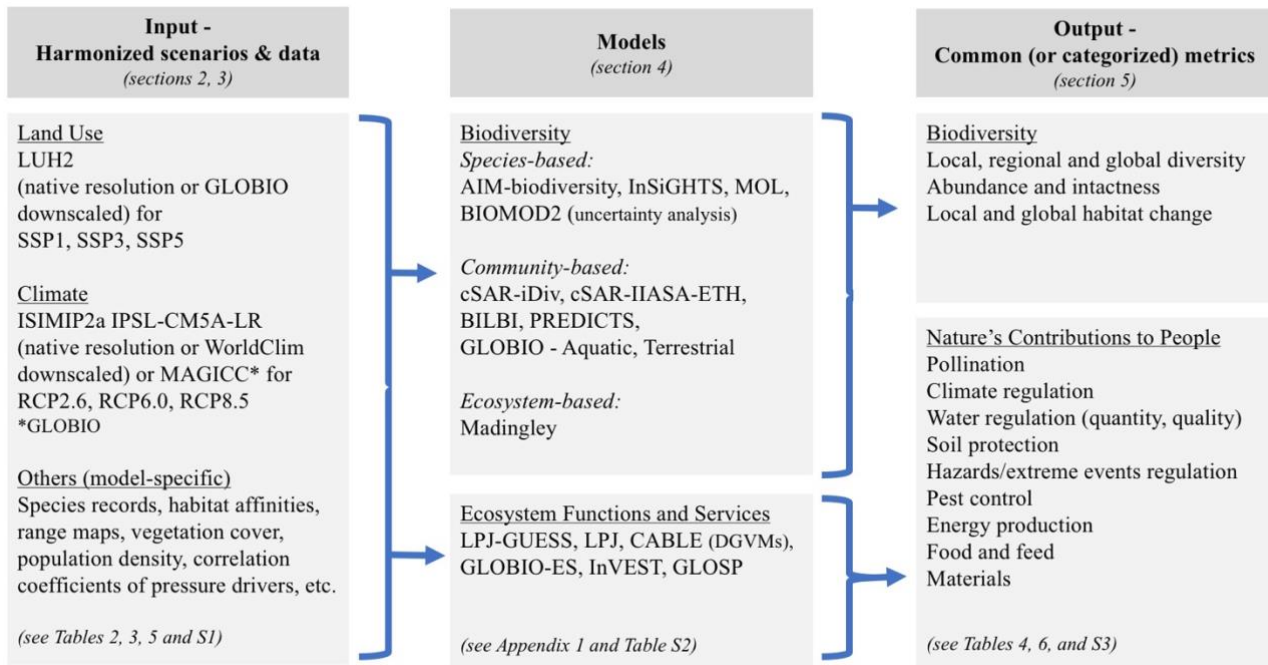 Input -
Harmonized scenarios & data
(sections 2, 3)
Land Use
LUH2
(native resolution or GLOBIO
downscaled) for
SSP1, SSP3, SSP5
Climate
ISIMIP2a IPSL-CM5A-LR
(native resolution or WorldClim
downscaled) or MAGICC* for
RCP2.6, RCP6.0, RCP8.5
*GLOBIO
Others (model-specific)
Species records, habitat affinities,
range maps, vegetation cover,
population density, correlation
coefficients of pressure drivers, etc.
(see Tables 2, 3, 5 and S1)
Models
(section 4)
Biodiversity
Species-based:
AIM-biodiversity, InSiGHTS, MOL,
BIOMOD2 (uncertainty analysis)
Community-based:
cSAR-iDiv, cSAR-IIASA-ETH,
BILBI, PREDICTS,
GLOBIO - Aquatic, Terrestrial
Ecosystem-based:
Madingley
Ecosystem Functions and Services
LPJ-GUESS, LPJ, CABLE (DGVMs),
GLOBIO-ES, InVEST, GLOSP
(see Appendix 1 and Table S2)
Output -
Common (or categorized) metrics
(section 5)
Biodiversity
Local, regional and global diversity
Abundance and intactness
Local and global habitat change
Nature's Contributions to People
Pollination
Climate regulation
Water regulation (quantity, quality)
Soil protection
Hazards/extreme events regulation
Pest control
Energy production
Food and feed
Materials
(see Tables 4, 6, and S3)